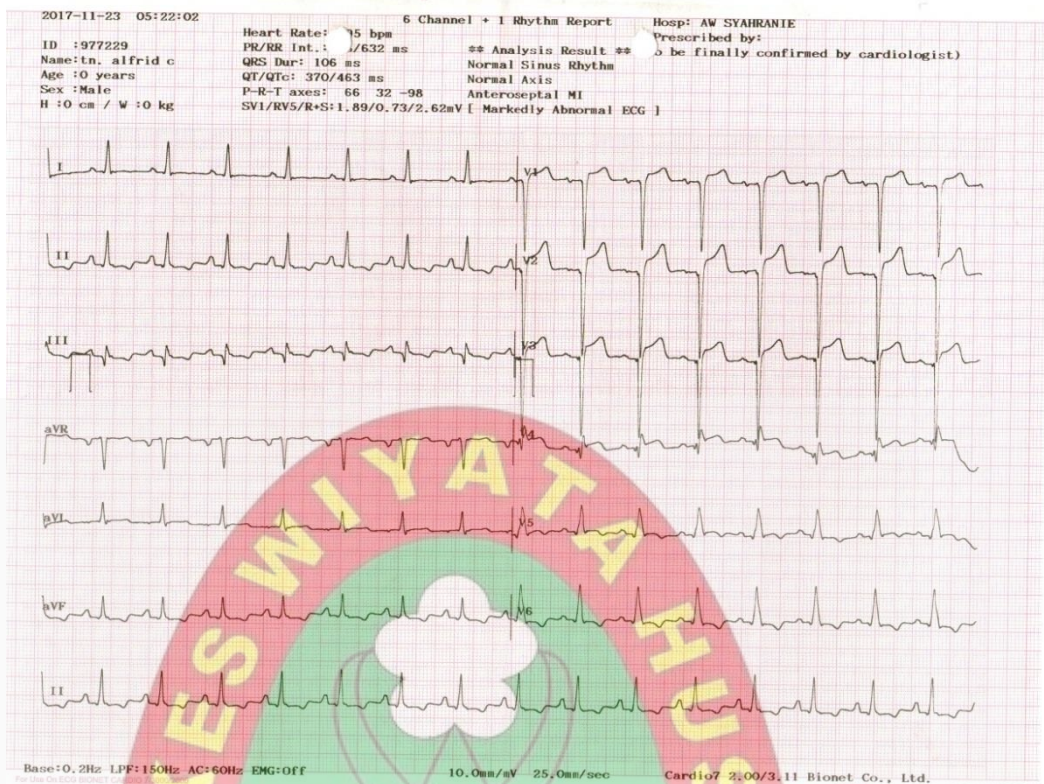 2017-11-23 05:22:02
6 Channel + 1 Rhythm Report
Hosp: AW SYAHRANIE
Heart Rate: 5 bpm
Prescribed by:
ID :977229
PR/RR Int.: /632 ms
** Analysis Result **
o be finally confirmed by cardiologist)
Name:tn. alfrid c
QRS Dur: 106 ms
Normal Sinus Rhythm
Age :0 years
QT/QTc: 370/463 ms
Normal Axis
Sex :Male
P-R-T axes: 66 32 -98
Anteroseptal MI
H :0 cm / W :0 kg
SV1/RV5/R+S:1.89/0.73/2.62mV
[ Markedly Abnormal ECG ]
I
V1
II
V2
III
V3
aVR
V4
aVL
V5
aVF
V6
II
WIYATA HUS
ES
Base:0.2Hz LPF:150Hz AC:60Hz EMG:Off
10.0mm/mV 25.0mm/sec
Cardio7 2.00/3.11 Bionet Co., Ltd.